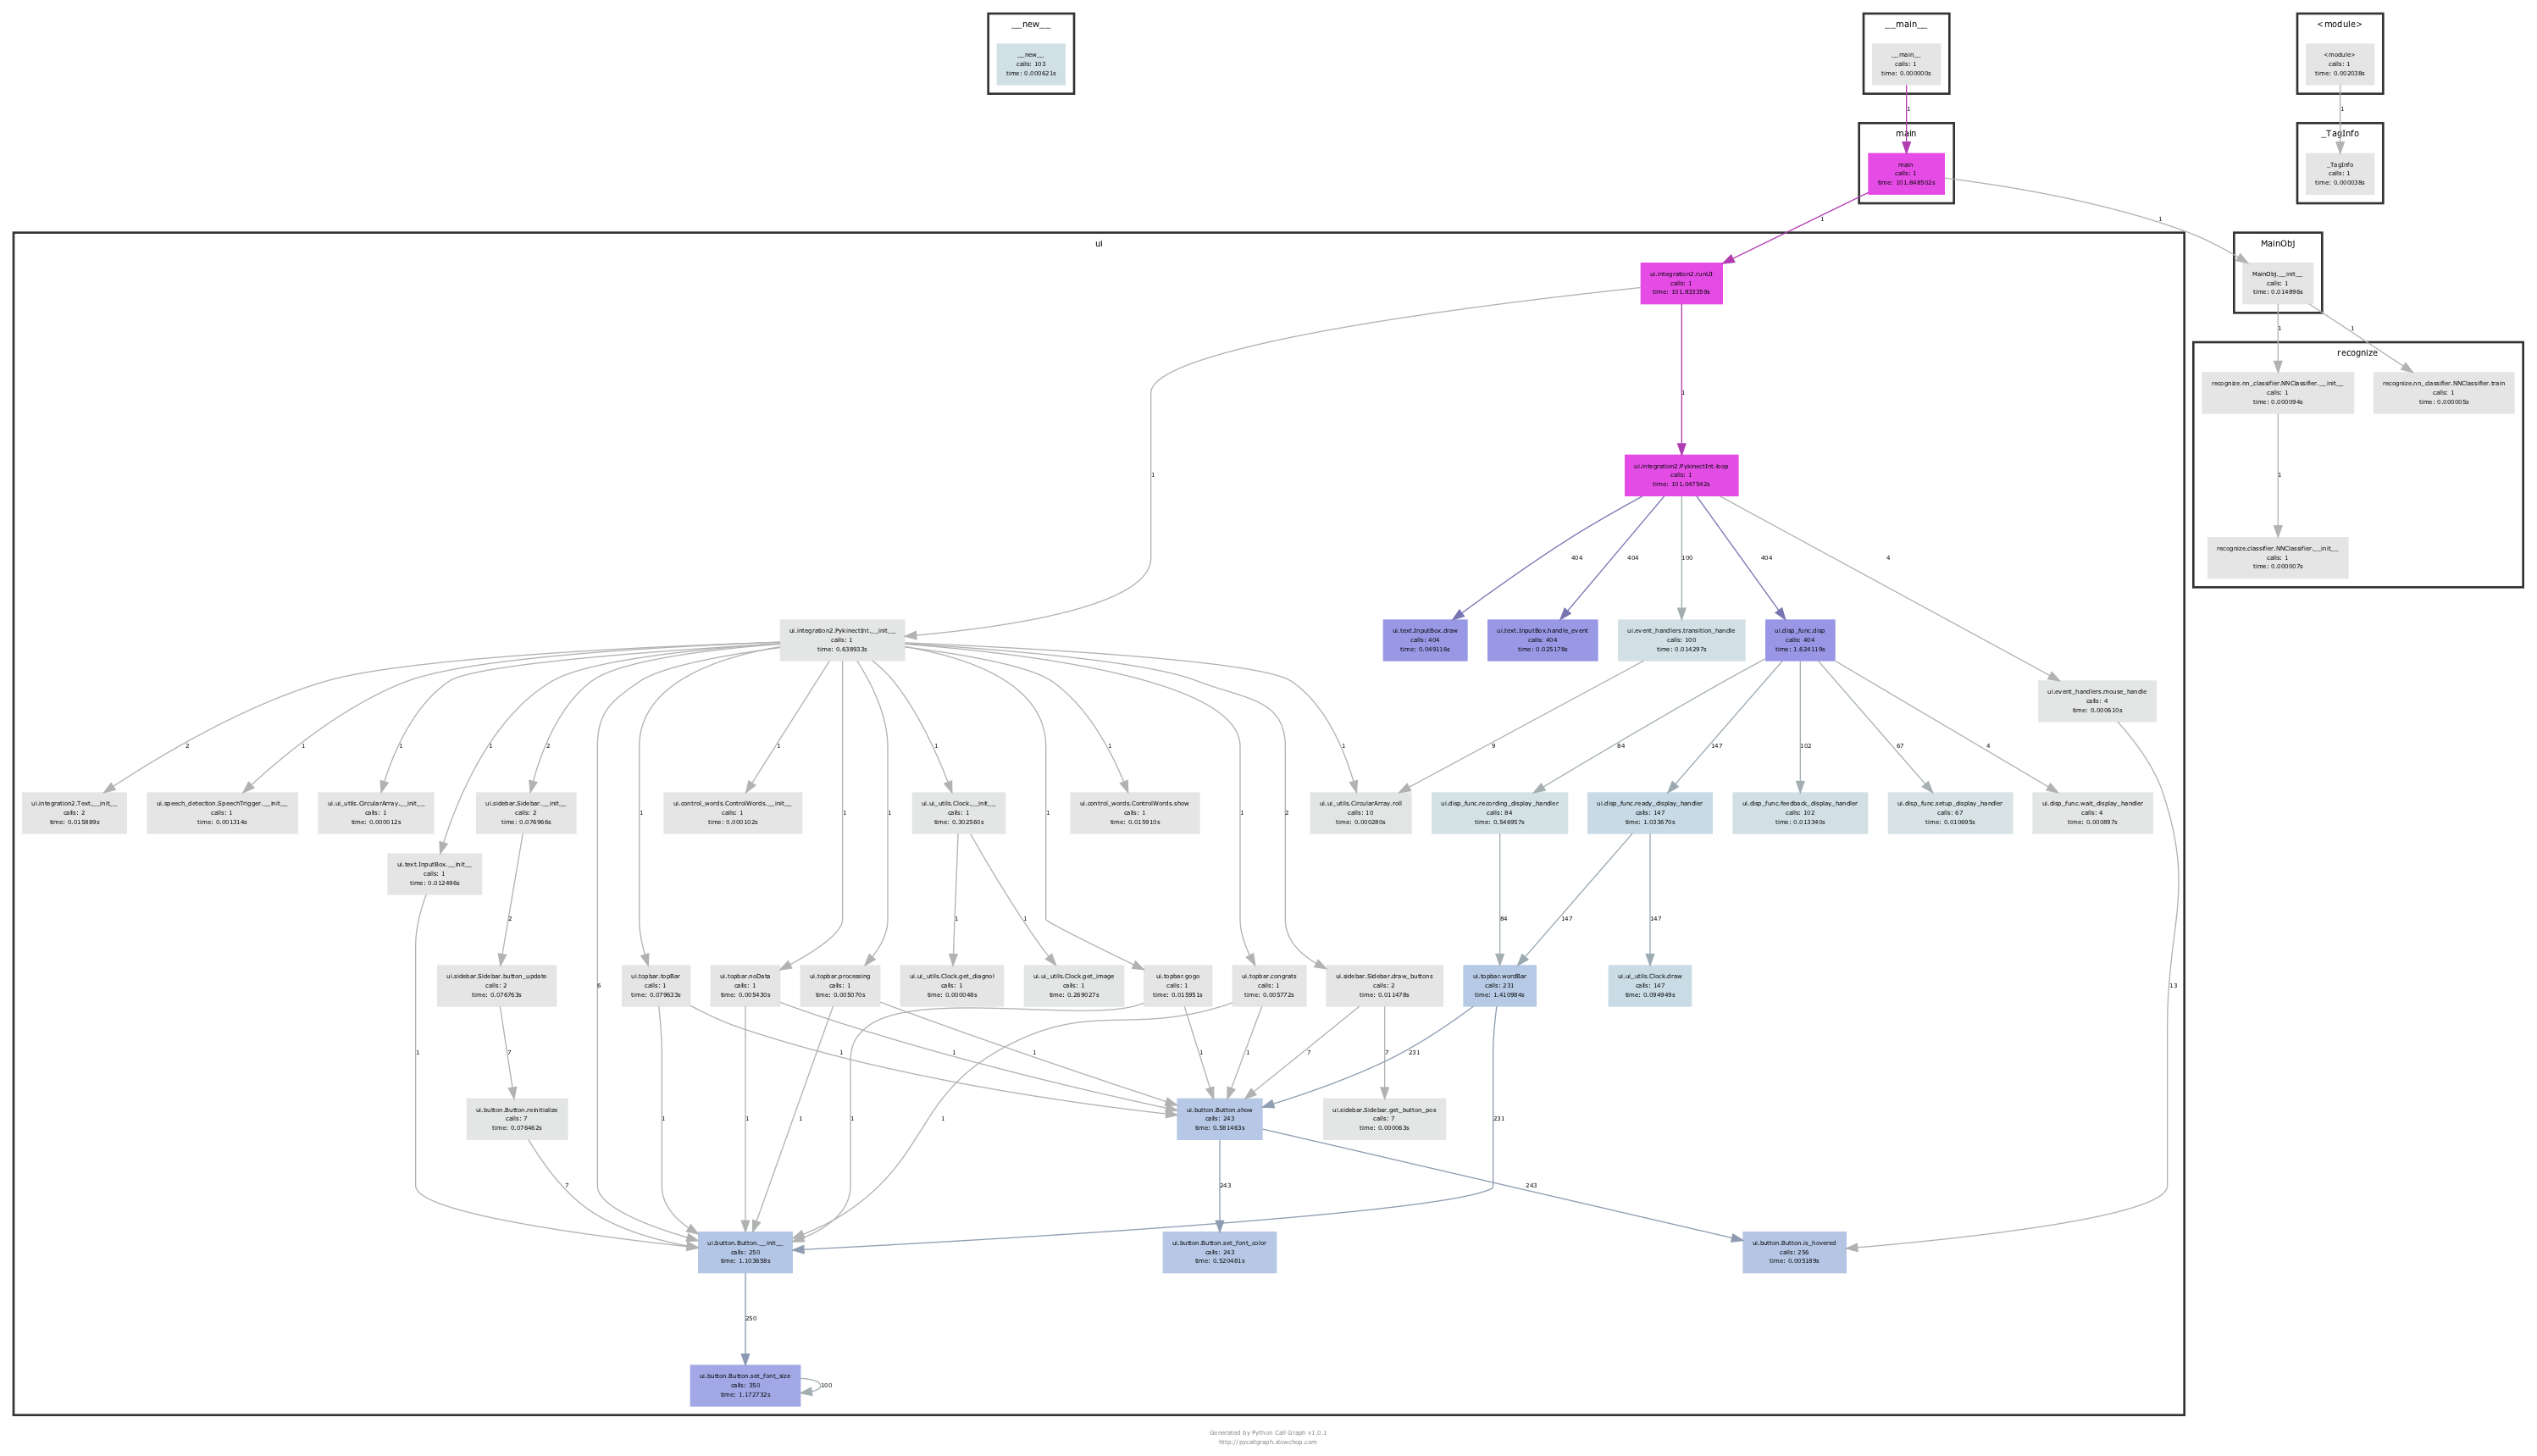 __new__
__new__
calls: 103
time: 0.000621s
__main__
__main__
calls: 1
time: 0.000000s
<module>
<module>
calls: 1
time: 0.002038s
1
1
main
main
calls: 1
time: 101.848502s
_TagInfo
_TagInfo
calls: 1
time: 0.000038s
1
1
ui
ui.integration2.runUI
calls: 1
time: 101.833359s
MainObj
MainObj.__init__
calls: 1
time: 0.014896s
1
1
recognize
recognize.nn_classifier.NNClassifier.__init__
calls: 1
time: 0.000094s
recognize.nn_classifier.NNClassifier.train
calls: 1
time: 0.000005s
1
1
1
ui.integration2.PykinectInt.loop
calls: 1
time: 101.047542s
recognize.classifier.NNClassifier.__init__
calls: 1
time: 0.000007s
404
404
100
404
4
ui.integration2.PykinectInt.__init__
calls: 1
time: 0.638933s
ui.text.InputBox.draw
calls: 404
time: 0.049116s
ui.text.InputBox.handle_event
calls: 404
time: 0.025178s
ui.event_handlers.transition_handle
calls: 100
time: 0.014297s
ui.disp_func.disp
calls: 404
time: 1.624119s
ui.event_handlers.mouse_handle
calls: 4
time: 0.000610s
2
1
1
1
2
1
1
1
1
1
1
9
84
147
102
67
4
ui.integration2.Text.__init__
calls: 2
time: 0.015889s
ui.speech_detection.SpeechTrigger.__init__
calls: 1
time: 0.001314s
ui.ui_utils.CircularArray.__init__
calls: 1
time: 0.000012s
ui.sidebar.Sidebar.__init__
calls: 2
time: 0.076966s
ui.control_words.ControlWords.__init__
calls: 1
time: 0.000102s
ui.ui_utils.Clock.__init__
calls: 1
time: 0.302560s
ui.control_words.ControlWords.show
calls: 1
time: 0.015910s
ui.ui_utils.CircularArray.roll
calls: 10
time: 0.000280s
ui.disp_func.recording_display_handler
calls: 84
time: 0.546957s
ui.disp_func.ready_display_handler
calls: 147
time: 1.033670s
ui.disp_func.feedback_display_handler
calls: 102
time: 0.013340s
ui.disp_func.setup_display_handler
calls: 67
time: 0.010695s
ui.disp_func.wait_display_handler
calls: 4
time: 0.000897s
1
1
1
1
2
ui.text.InputBox.__init__
calls: 1
time: 0.012496s
2
1
1
84
147
147
ui.sidebar.Sidebar.button_update
calls: 2
time: 0.076763s
6
ui.topbar.topBar
calls: 1
time: 0.079633s
ui.topbar.noData
calls: 1
time: 0.005430s
ui.topbar.processing
calls: 1
time: 0.005070s
ui.ui_utils.Clock.get_diagnol
calls: 1
time: 0.000048s
ui.ui_utils.Clock.get_image
calls: 1
time: 0.269027s
ui.topbar.gogo
calls: 1
time: 0.015951s
ui.topbar.congrats
calls: 1
time: 0.005772s
ui.sidebar.Sidebar.draw_buttons
calls: 2
time: 0.011478s
ui.topbar.wordBar
calls: 231
time: 1.410984s
ui.ui_utils.Clock.draw
calls: 147
time: 0.094949s
13
1
7
1
1
1
1
1
7
7
231
ui.button.Button.reinitialize
calls: 7
time: 0.076462s
1
1
1
1
1
ui.button.Button.show
calls: 243
time: 0.581463s
ui.sidebar.Sidebar.get_button_pos
calls: 7
time: 0.000063s
231
7
243
243
ui.button.Button.__init__
calls: 250
time: 1.103658s
ui.button.Button.set_font_color
calls: 243
time: 0.520481s
ui.button.Button.is_hovered
calls: 256
time: 0.005189s
250
ui.button.Button.set_font_size
calls: 350
time: 1.172732s
100
Generated by Python Call Graph v1.0.1
http://pycallgraph.slowchop.com